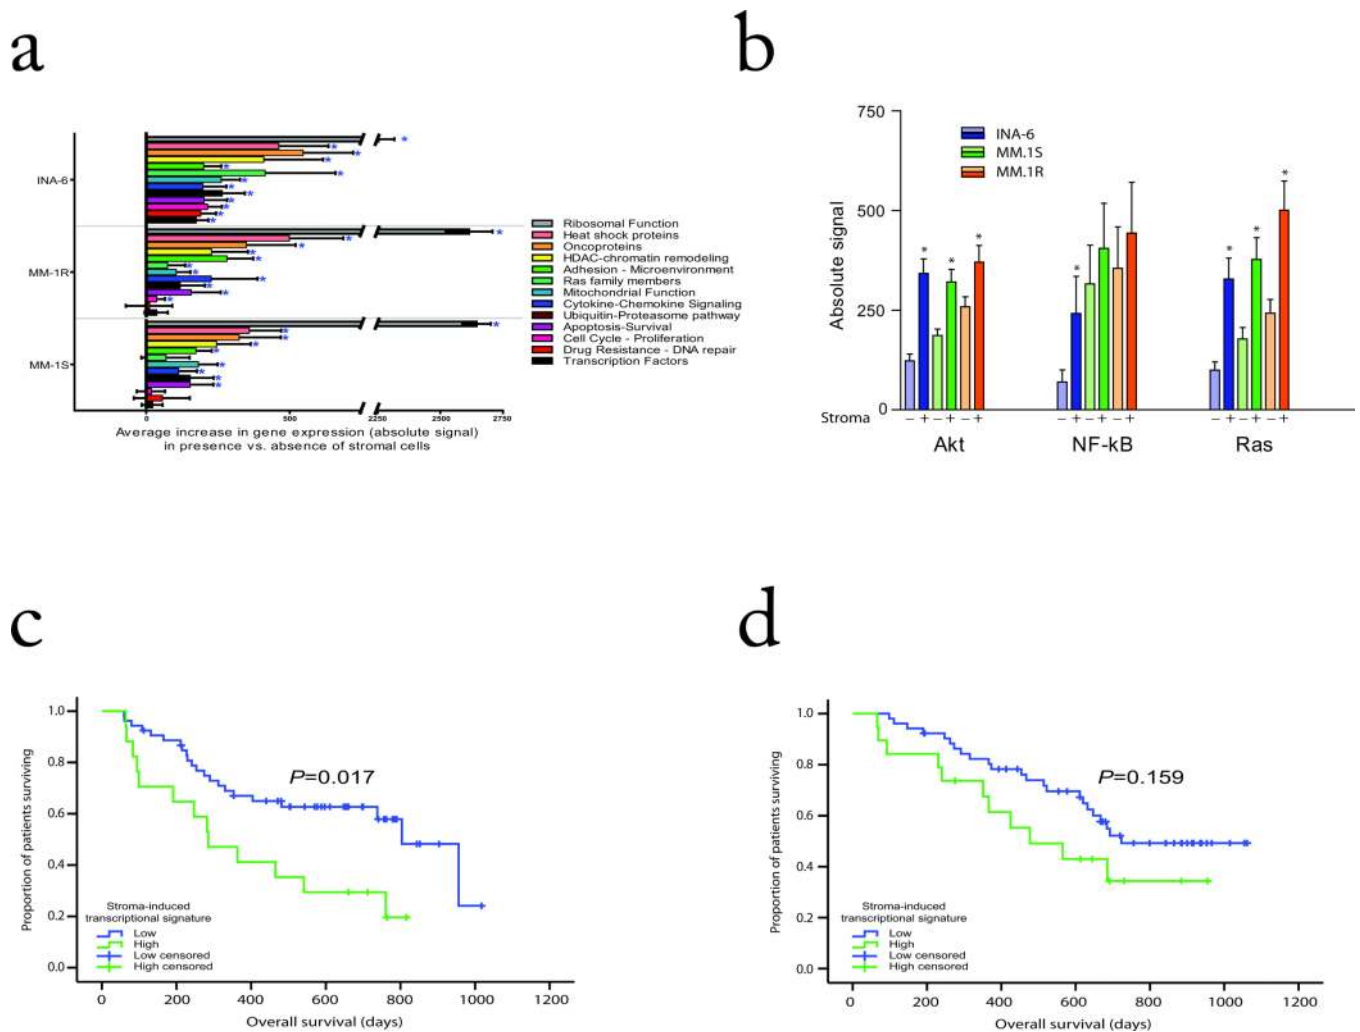 a
INA-6
MM-1R
MM-1S
* * * * * * * * * * * * *
* * * * * * * * * * *
* * * * * * * * *
0 500 2250 2500 2750
Average increase in gene expression (absolute signal)
in presence vs. absence of stromal cells
Ribosomal Function
Heat shock proteins
Oncoproteins
HDAC-chromatin remodeling
Adhesion - Microenvironment
Ras family members
Mitochondrial Function
Cytokine-Chemokine Signaling
Ubiquitin-Proteasome pathway
Apoptosis-Survival
Cell Cycle - Proliferation
Drug Resistance - DNA repair
Transcription Factors
b
Absolute signal
750
500
250
0
INA-6
MM.1S
MM.1R
* * * * * * *
Stroma − + − + − + − + − + − + − + − + − +
Akt NF-kB Ras
c
Proportion of patients surviving
1.0
0.8
0.6
0.4
0.2
0.0
P=0.017
Stroma-induced
transcriptional signature
Low
High
Low censored
High censored
0 200 400 600 800 1000 1200
Overall survival (days)
d
Proportion of patients surviving
1.0
0.8
0.6
0.4
0.2
0.0
P=0.159
Stroma-induced
transcriptional signature
Low
High
Low censored
High censored
0 200 400 600 800 1000 1200
Overall survival (days)